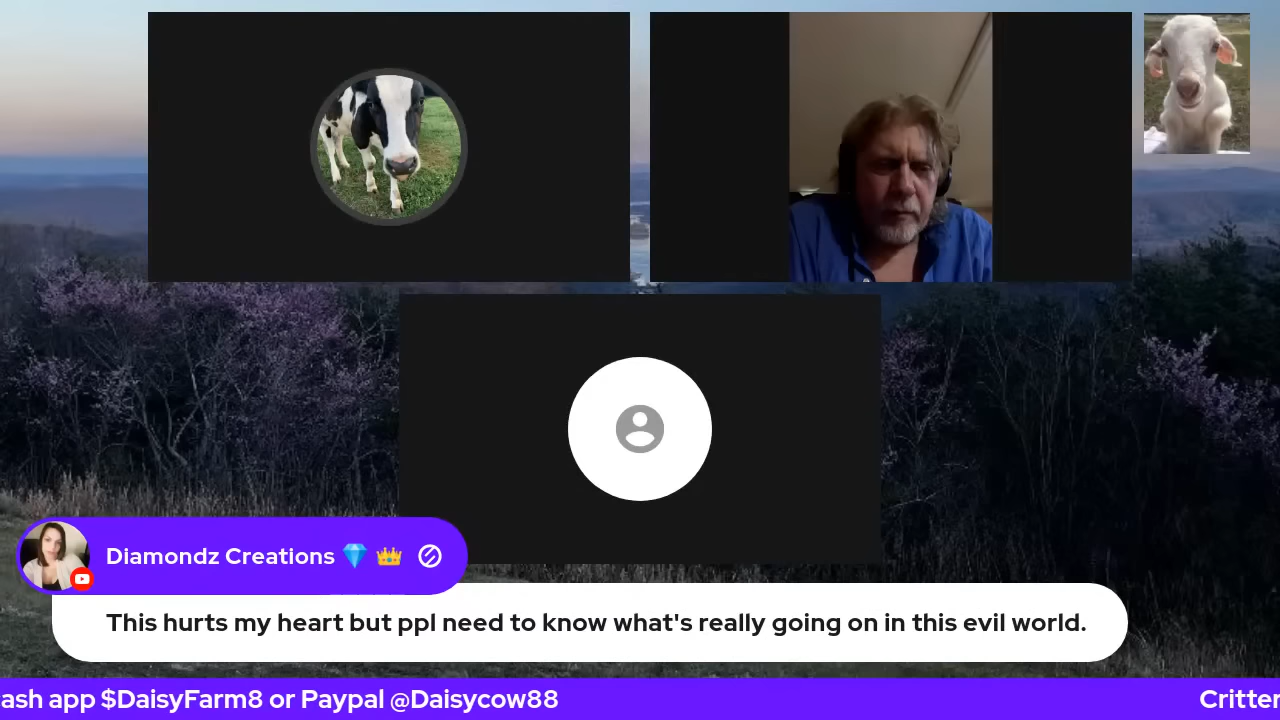 Diamondz Creations 💎 👑
This hurts my heart but ppl need to know what's really going on in this evil world.
ash app $DaisyFarm8 or Paypal @Daisycow88
Critter